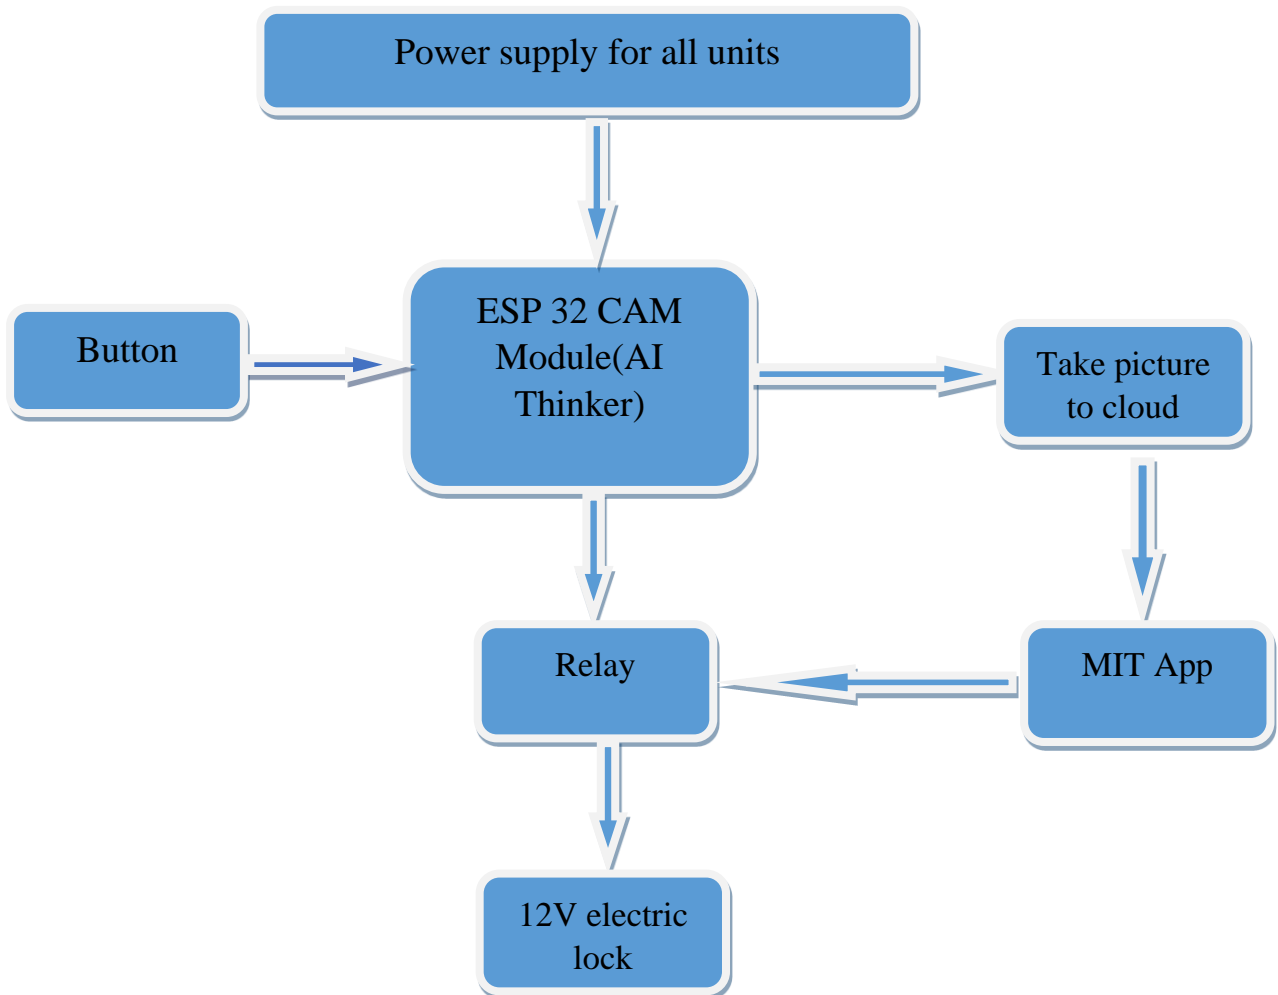 Power supply for all units
ESP 32 CAM
Module(AI
Thinker)
Button
Take picture
to cloud
Relay
MIT App
12V electric
lock